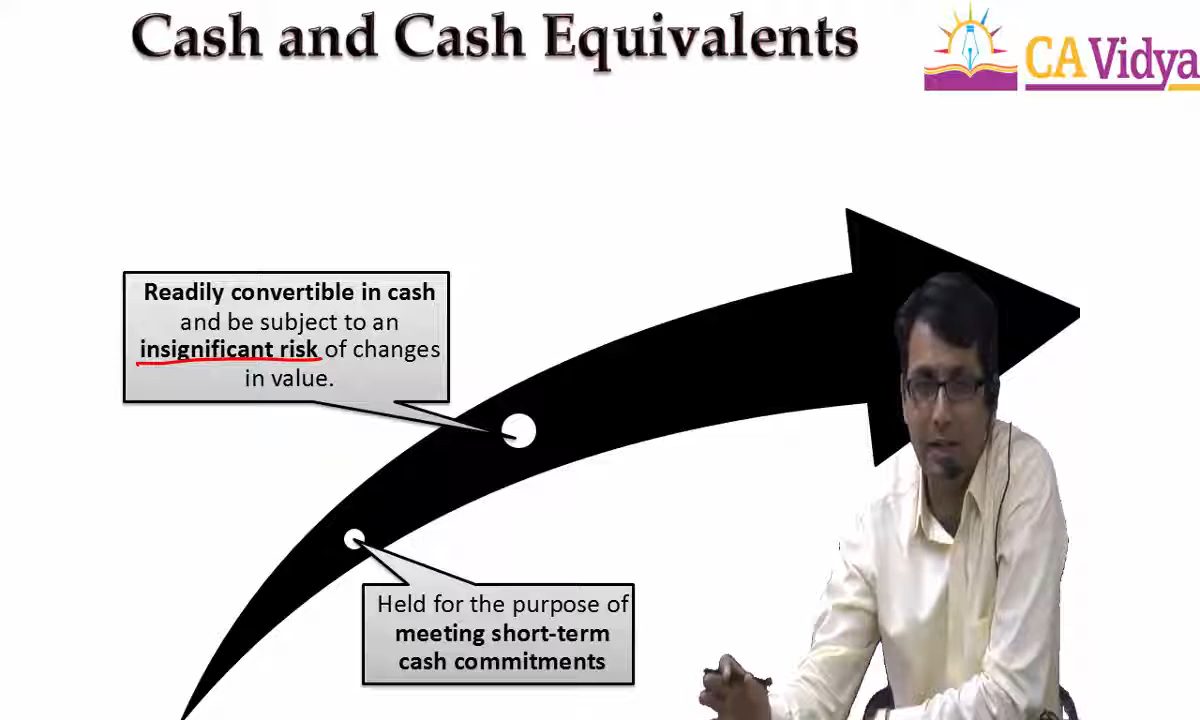 Cash and Cash Equivalents
CA Vidya
Readily convertible in cash
and be subject to an
insignificant risk of changes
in value.
Held for the purpose of
meeting short-term
cash commitments